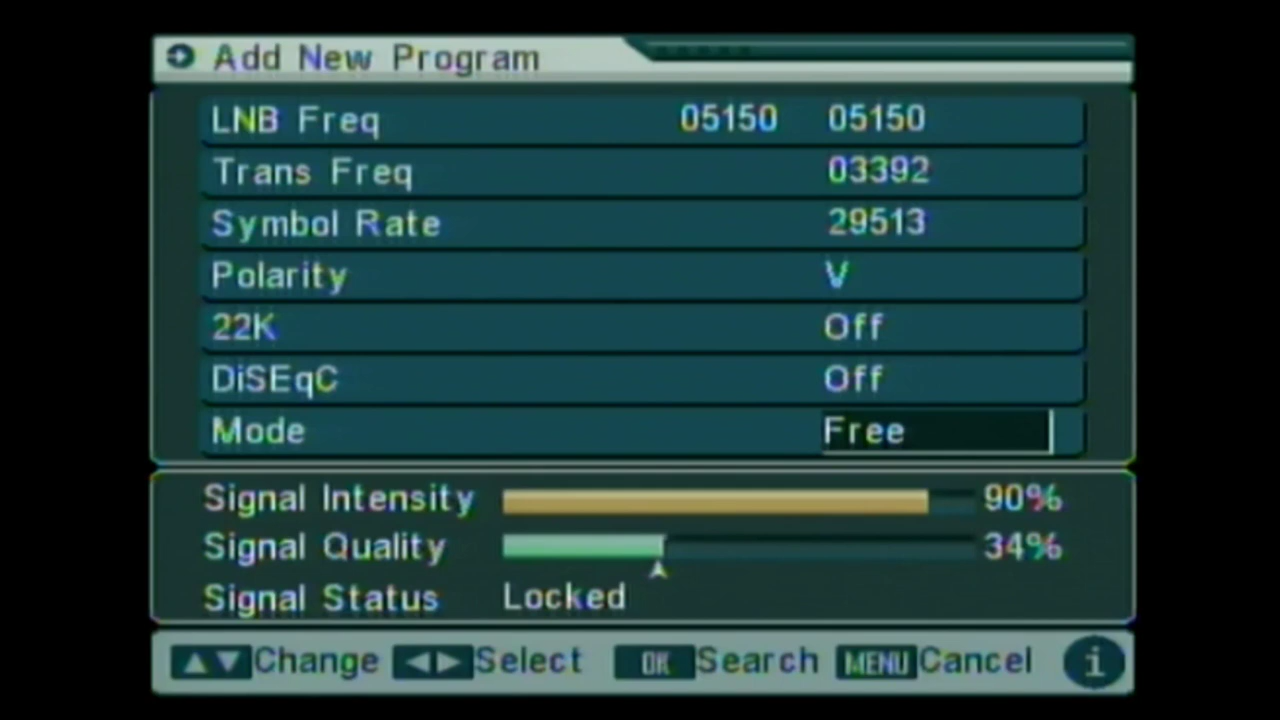 Add New Program
LNB Freq 05150 05150
Trans Freq 03392
Symbol Rate 29513
Polarity V
22K Off
DiSEqC Off
Mode Free
Signal Intensity 90%
Signal Quality 34%
Signal Status Locked
Change Select OK Search MENU Cancel i